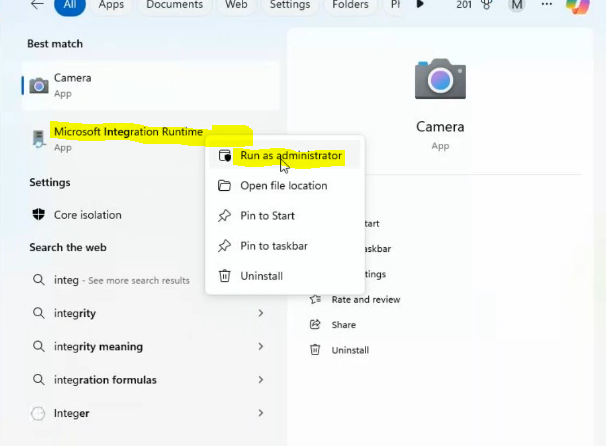 All Apps Documents Web Settings Folders 201 M
Best match
Camera
App
Microsoft Integration Runtime
App
Run as administrator
Open file location
Pin to Start
Pin to taskbar
Uninstall
Settings
Core isolation
Search the web
integ - See more search results
integrity
integrity meaning
integration formulas
Integer
Camera
App
Rate and review
Share
Uninstall